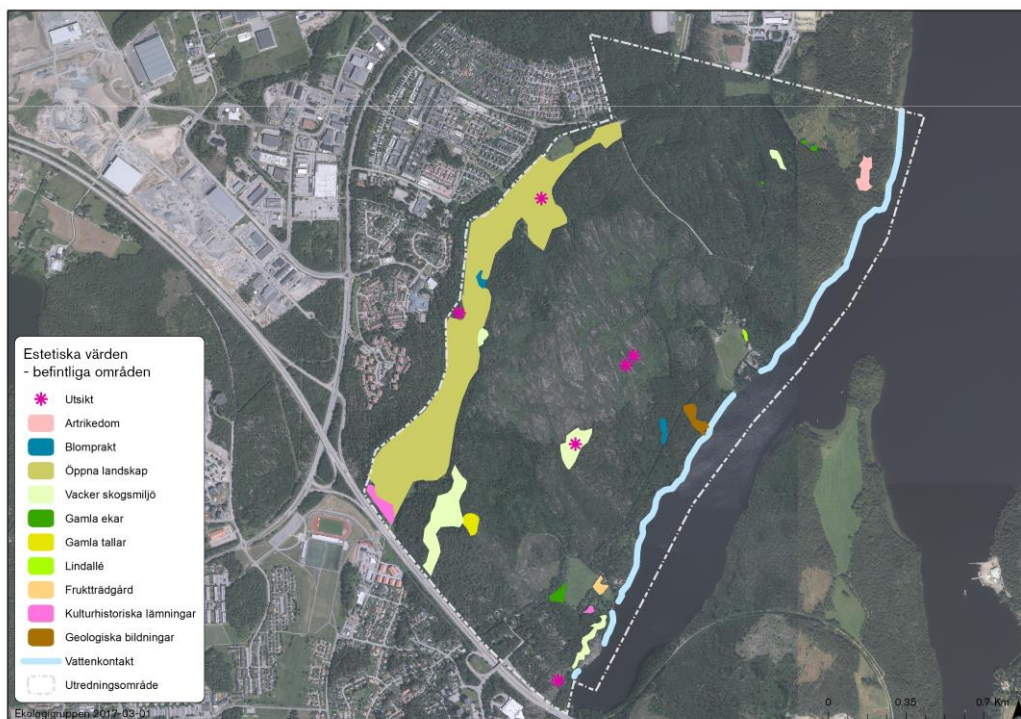 Estetiska värden
- befintliga områden
Utsikt
Artrikedom
Blomprakt
Öppna landskap
Vacker skogsmiljö
Gamla ekar
Gamla tallar
Lindallé
Fruktträdgård
Kulturhistoriska lämningar
Geologiska bildningar
Vattenkontakt
Utredningsområde
Ekologigruppen 2017-03-01
0 0.35 0.7 Km